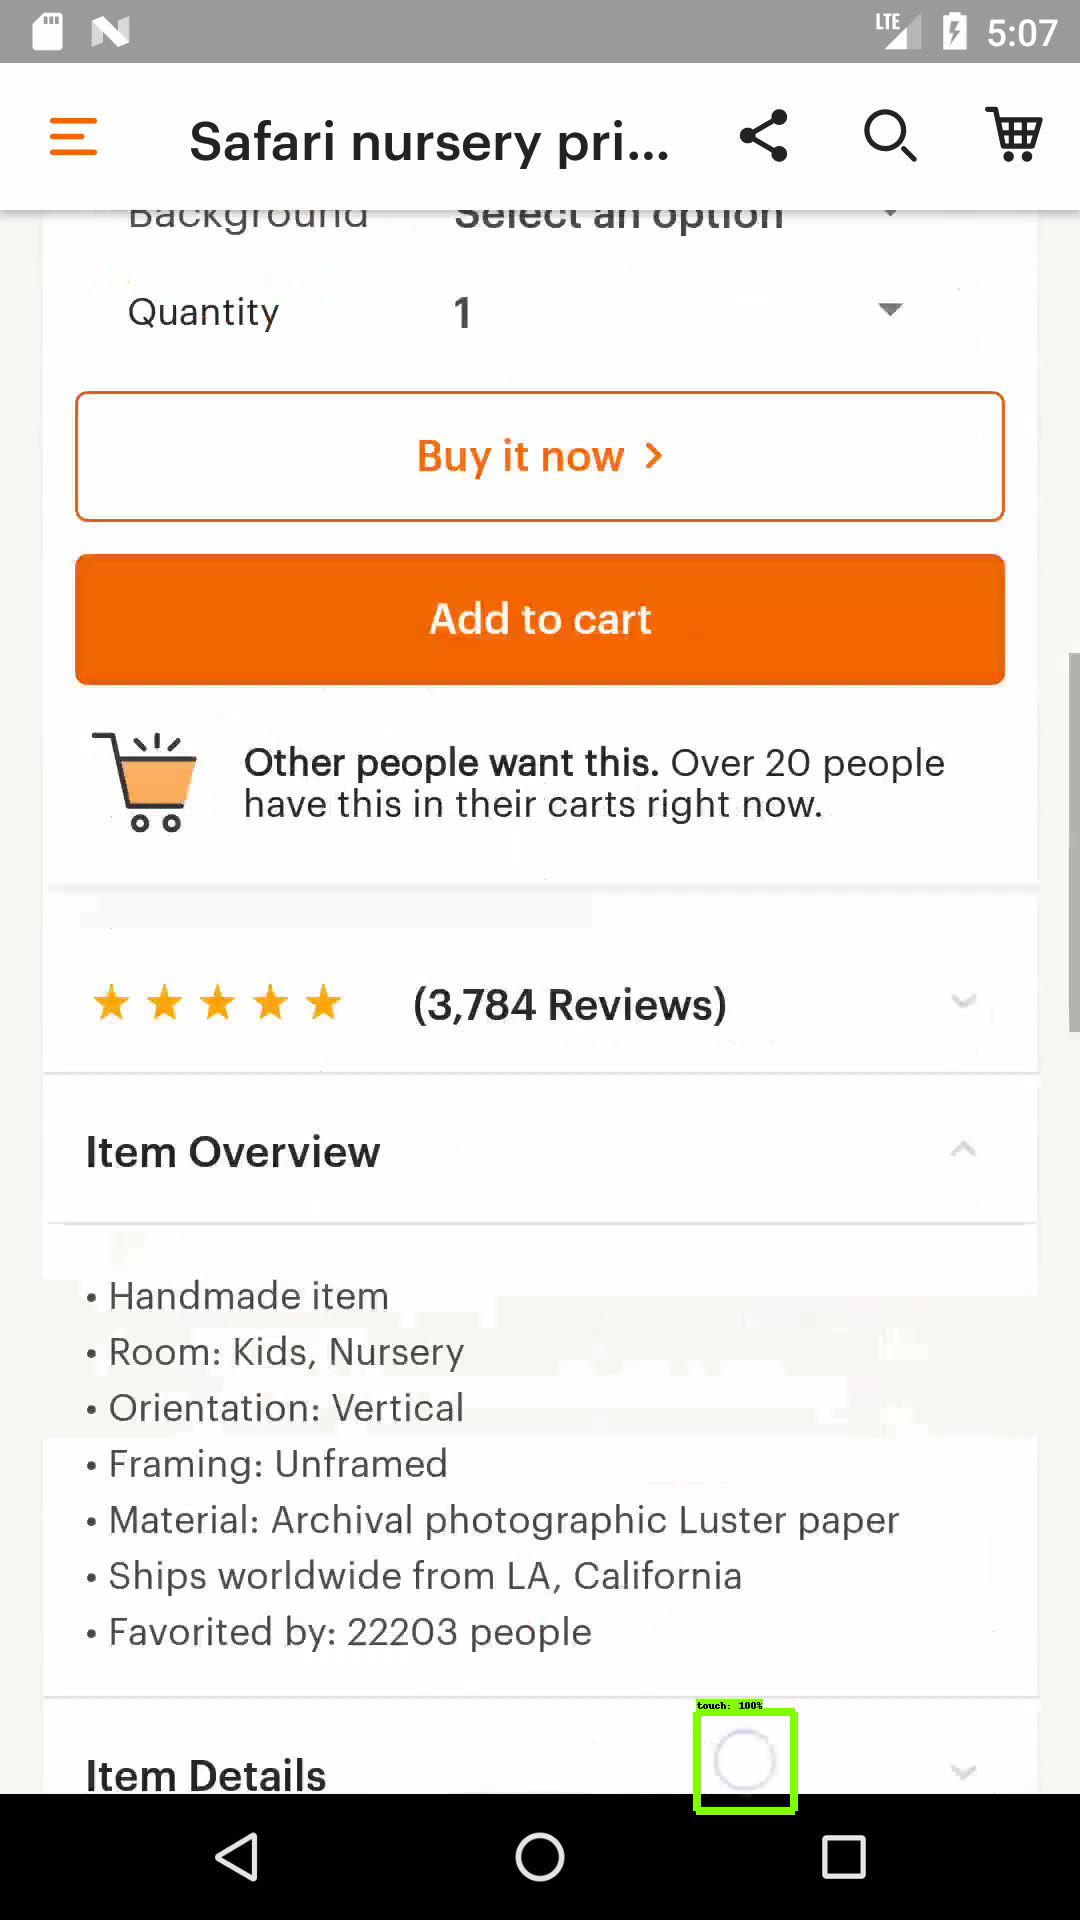 LTE 5:07
Safari nursery pri...
Background Select an option
Quantity 1
Buy it now
Add to cart
Other people want this. Over 20 people
have this in their carts right now.
(3,784 Reviews)
Item Overview
• Handmade item
• Room: Kids, Nursery
• Orientation: Vertical
• Framing: Unframed
• Material: Archival photographic Luster paper
• Ships worldwide from LA, California
• Favorited by: 22203 people
touch: 100%
Item Details